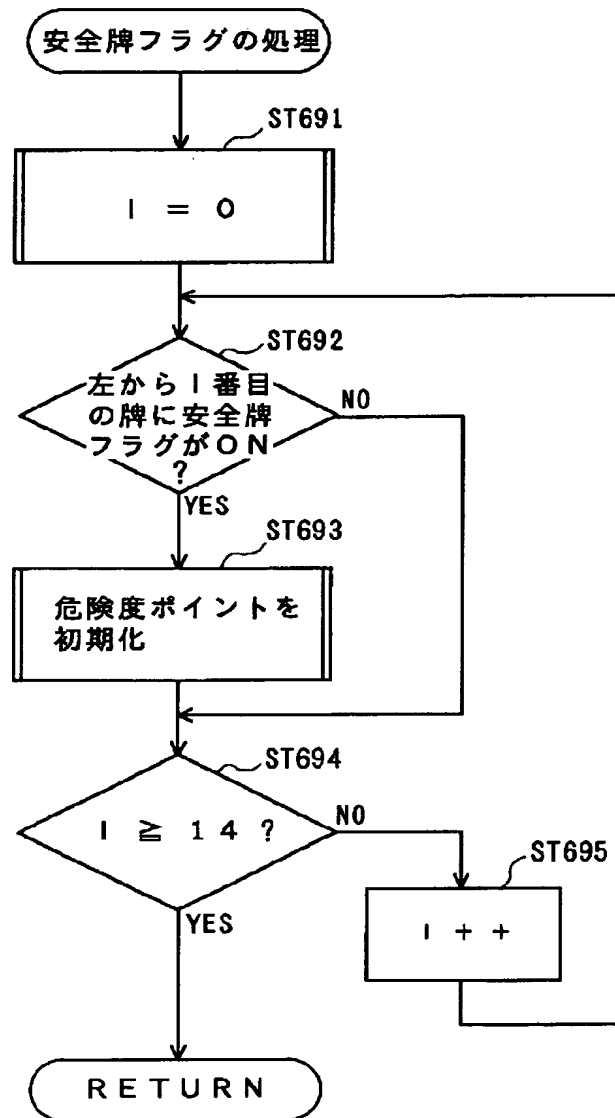 安全牌フラグの処理
ST691
I = 0
ST692
左からI番目
の牌に安全牌
フラグがON
?
NO
YES
ST693
危険度ポイントを
初期化
ST694
I ≧ 14 ?
NO
YES
ST695
I++
RETURN